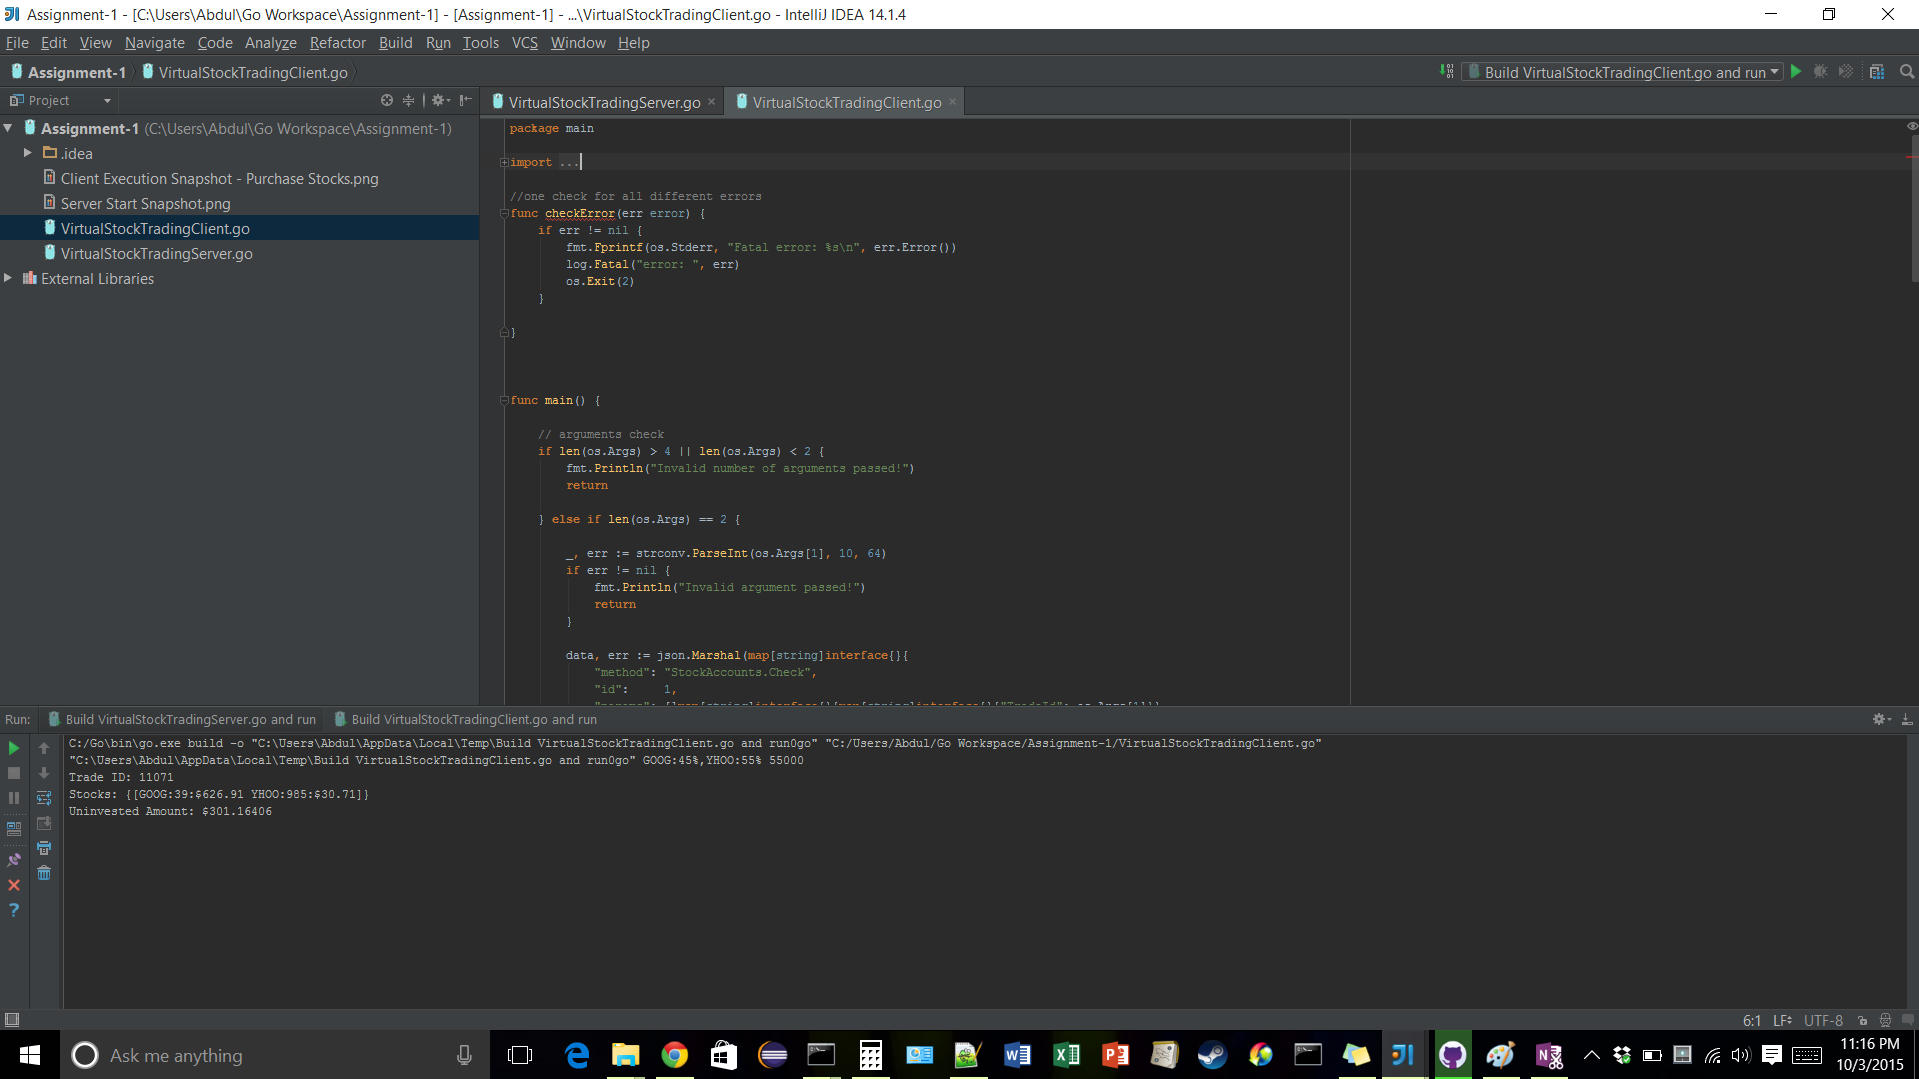 Assignment-1 - [C:\Users\Abdul\Go Workspace\Assignment-1] - [Assignment-1] - ...\VirtualStockTradingClient.go - IntelliJ IDEA 14.1.4
File Edit View Navigate Code Analyze Refactor Build Run Tools VCS Window Help
Assignment-1 VirtualStockTradingClient.go
Build VirtualStockTradingClient.go and run
Project
VirtualStockTradingServer.go
VirtualStockTradingClient.go
Assignment-1 (C:\Users\Abdul\Go Workspace\Assignment-1)
.idea
Client Execution Snapshot - Purchase Stocks.png
Server Start Snapshot.png
VirtualStockTradingClient.go
VirtualStockTradingServer.go
External Libraries
package main
import ...
//one check for all different errors
func checkError(err error) {
if err != nil {
fmt.Fprintf(os.Stderr, "Fatal error: %s\n", err.Error())
log.Fatal("error: ", err)
os.Exit(2)
}
}
func main() {
// arguments check
if len(os.Args) > 4 || len(os.Args) < 2 {
fmt.Println("Invalid number of arguments passed!")
return
} else if len(os.Args) == 2 {
_, err := strconv.ParseInt(os.Args[1], 10, 64)
if err != nil {
fmt.Println("Invalid argument passed!")
return
}
data, err := json.Marshal(map[string]interface{}{
"method": "StockAccounts.Check",
"id": 1,
Run: Build VirtualStockTradingServer.go and run Build VirtualStockTradingClient.go and run
C:/Go\bin\go.exe build -o "C:\Users\Abdul\AppData\Local\Temp\Build VirtualStockTradingClient.go and run0go" "C:/Users/Abdul/Go Workspace/Assignment-1/VirtualStockTradingClient.go"
"C:\Users\Abdul\AppData\Local\Temp\Build VirtualStockTradingClient.go and run0go" GOOG:45%,YHOO:55% 55000
Trade ID: 11071
Stocks: {[GOOG:39:$626.91 YHOO:985:$30.71]}
Uninvested Amount: $301.16406
6:1 LF UTF-8
Ask me anything
11:16 PM
10/3/2015